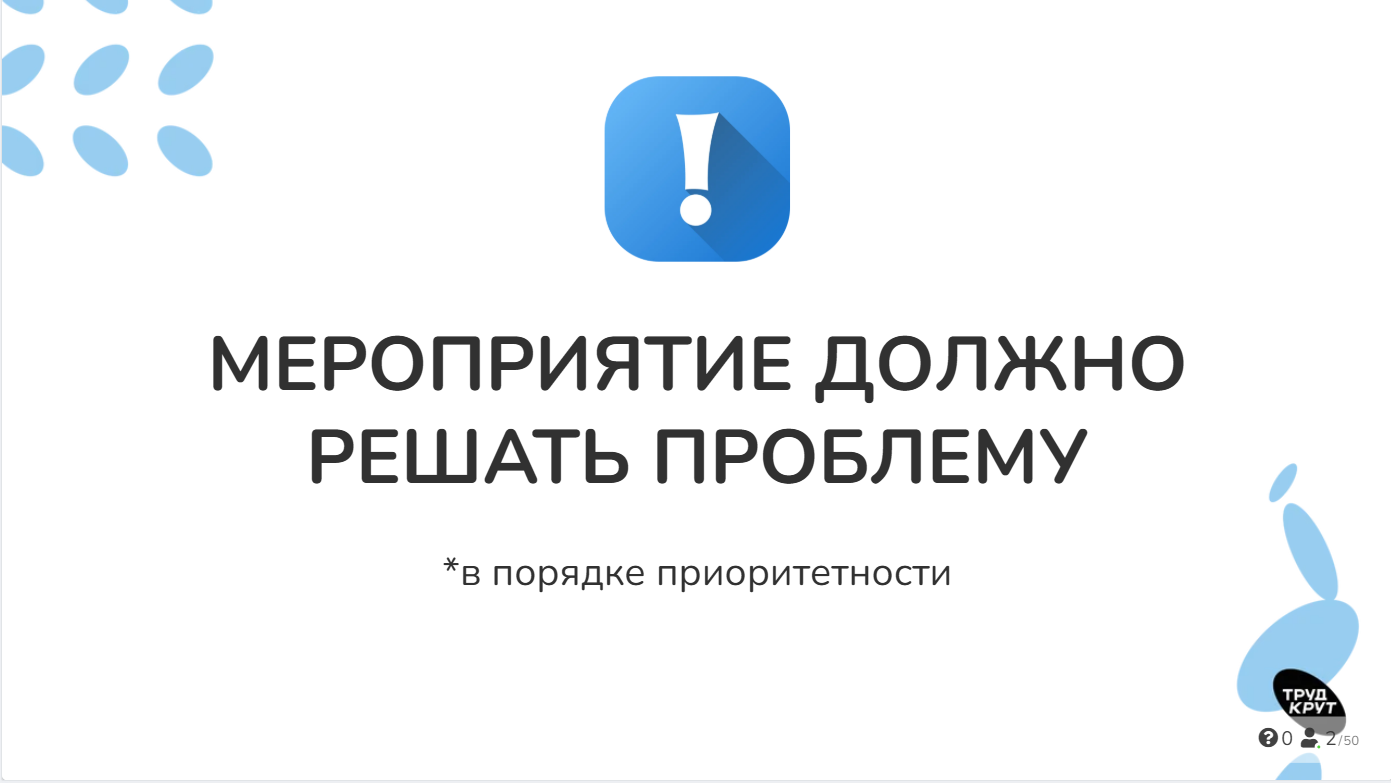 МЕРОПРИЯТИЕ ДОЛЖНО
РЕШАТЬ ПРОБЛЕМУ
*в порядке приоритетности
ТРУД
КРУТ
0 2/50